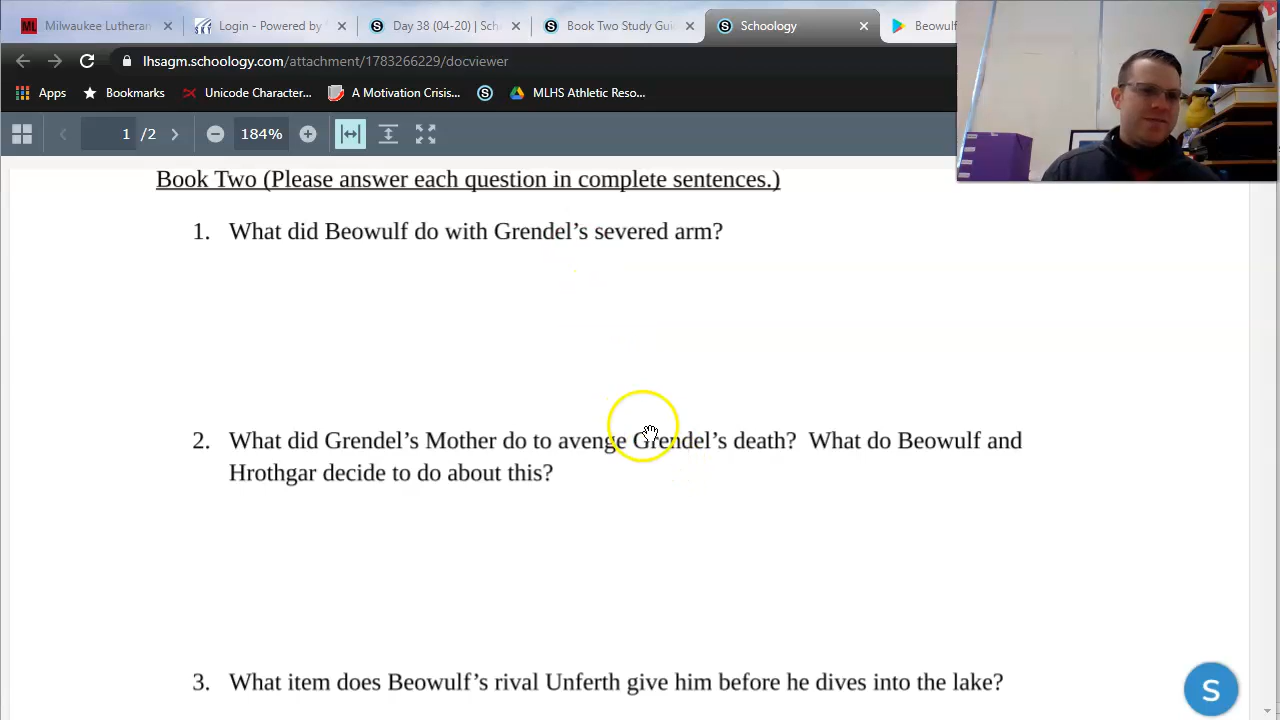 Milwaukee Lutheran
Login - Powered by
Day 38 (04-20) | Sch
Book Two Study Gui
Schoology
Beowulf
lhsagm.schoology.com/attachment/1783266229/docviewer
Apps
Bookmarks
Unicode Character...
A Motivation Crisis...
MLHS Athletic Reso...
1 /2
184%
Book Two (Please answer each question in complete sentences.)
1. What did Beowulf do with Grendel’s severed arm?
2. What did Grendel’s Mother do to avenge Grendel’s death?  What do Beowulf and
Hrothgar decide to do about this?
3. What item does Beowulf’s rival Unferth give him before he dives into the lake?
S